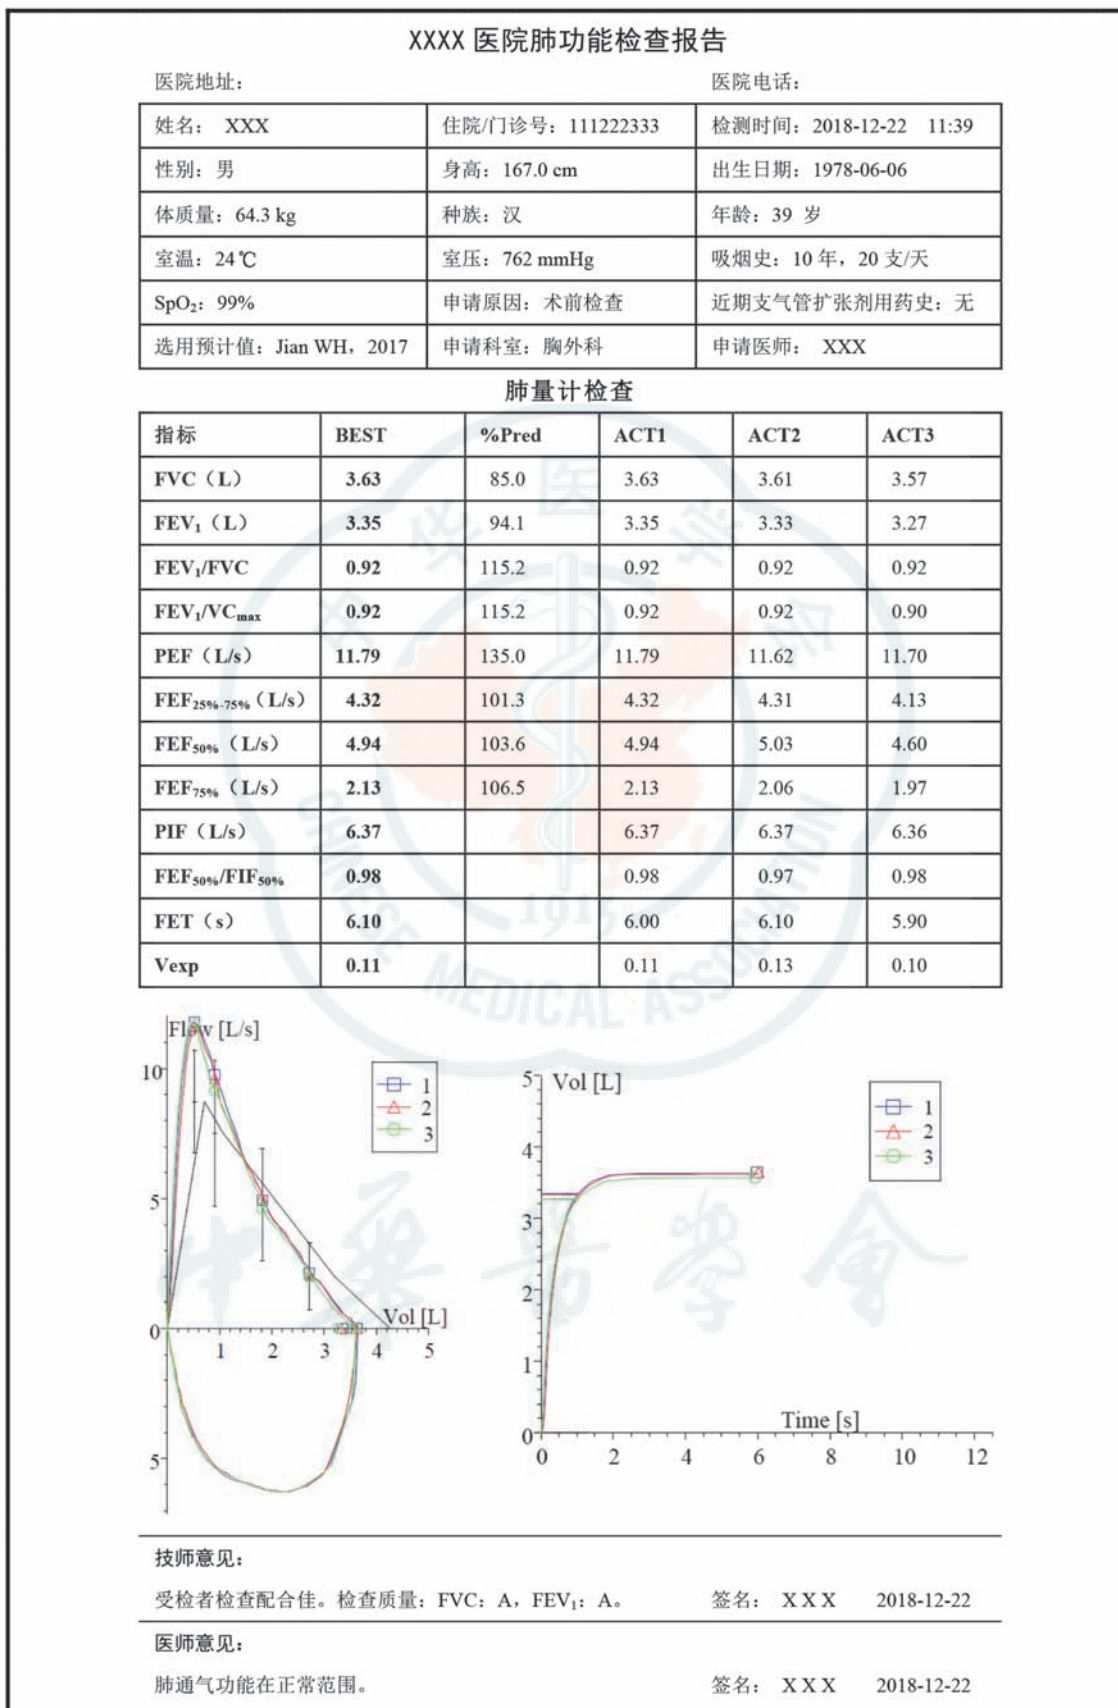 XXXX 医院肺功能检查报告
医院地址： 医院电话：
姓名： XXX 住院/门诊号：111222333 检测时间：2018-12-22 11:39
性别：男 身高：167.0 cm 出生日期：1978-06-06
体质量：64.3 kg 种族：汉 年龄：39 岁
室温：24℃ 室压：762 mmHg 吸烟史：10 年，20 支/天
SpO₂：99% 申请原因：术前检查 近期支气管扩张剂用药史：无
选用预计值：Jian WH，2017 申请科室：胸外科 申请医师： XXX
肺量计检查
指标 BEST %Pred ACT1 ACT2 ACT3
FVC（L） 3.63 85.0 3.63 3.61 3.57
FEV₁（L） 3.35 94.1 3.35 3.33 3.27
FEV₁/FVC 0.92 115.2 0.92 0.92 0.92
FEV₁/VCmax 0.92 115.2 0.92 0.92 0.90
PEF（L/s） 11.79 135.0 11.79 11.62 11.70
FEF25%-75%（L/s） 4.32 101.3 4.32 4.31 4.13
FEF50%（L/s） 4.94 103.6 4.94 5.03 4.60
FEF75%（L/s） 2.13 106.5 2.13 2.06 1.97
PIF（L/s） 6.37 6.37 6.37 6.36
FEF50%/FIF50% 0.98 0.98 0.97 0.98
FET（s） 6.10 6.00 6.10 5.90
Vexp 0.11 0.11 0.13 0.10
中华医学会
1915
CHINESE MEDICAL ASSOCIATION
Flow [L/s]
10
5
0
5
1 2 3 4 5
Vol [L]
1
2
3
Vol [L]
5
4
3
2
1
0
0 2 4 6 8 10 12
Time [s]
1
2
3
中华医学会
技师意见：
受检者检查配合佳。检查质量：FVC：A，FEV₁：A。 签名： X X X 2018-12-22
医师意见：
肺通气功能在正常范围。 签名： X X X 2018-12-22